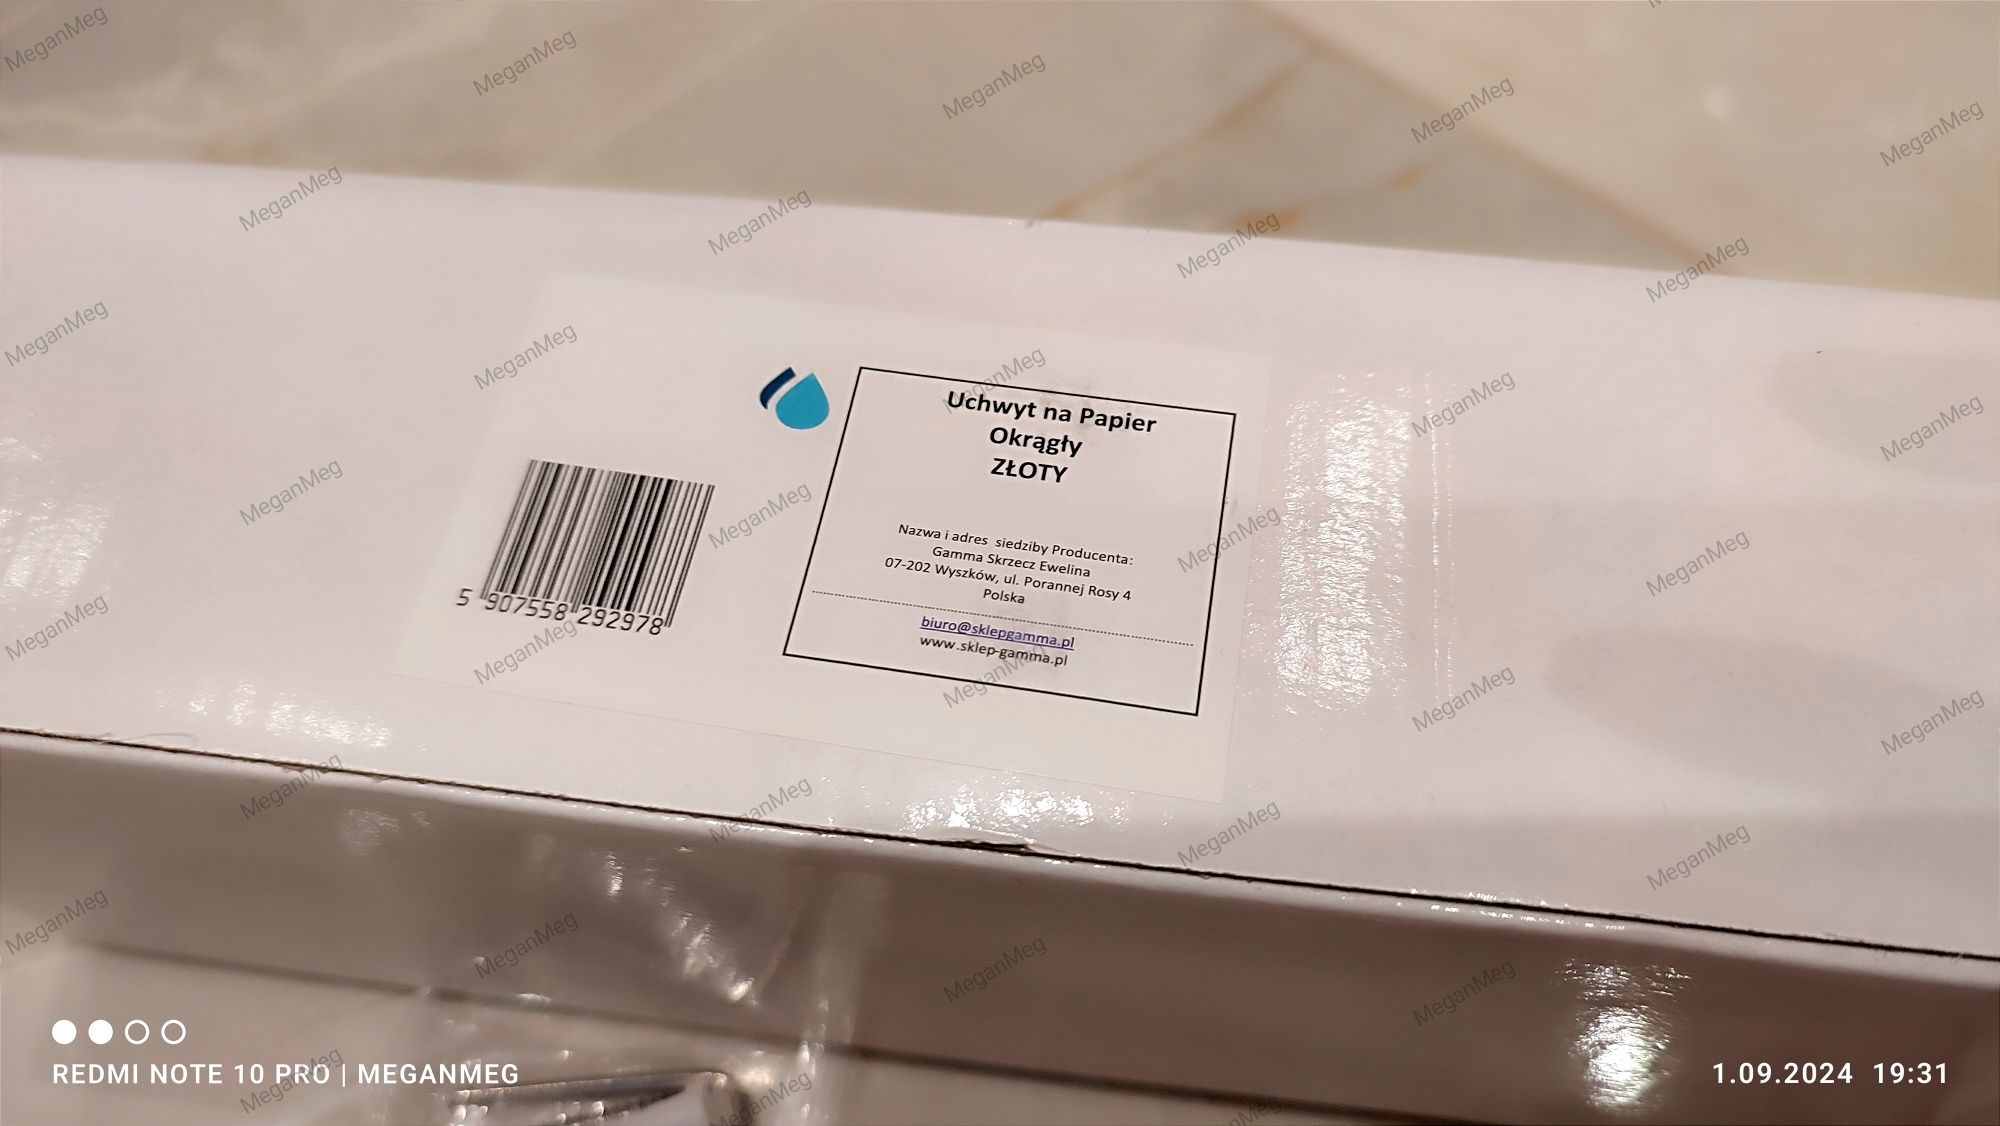 Uchwyt na Papier
Okrągły
ZŁOTY
Nazwa i adres siedziby Producenta:
Gamma Skrzecz Ewelina
07-202 Wyszków, ul. Porannej Rosy 4
Polska
biuro@sklepgamma.pl
www.sklep-gamma.pl
5 907558 292978
REDMI NOTE 10 PRO | MEGANMEG
1.09.2024 19:31
MeganMeg